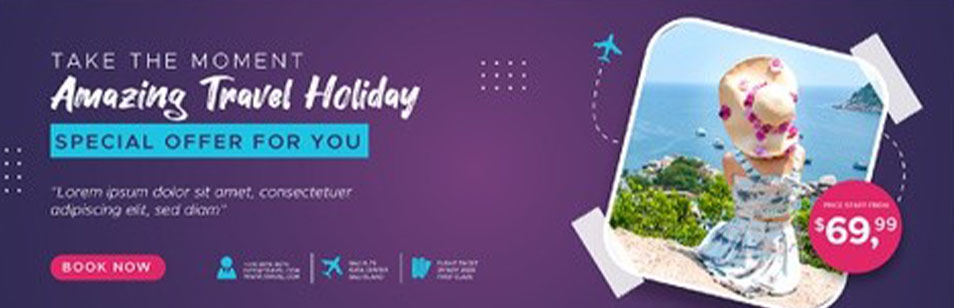 TAKE THE MOMENT
Amazing Travel Holiday
SPECIAL OFFER FOR YOU
"Lorem ipsum dolor sit amet, consectetuer
adipiscing elit, sed diam"
BOOK NOW
PRICE START FROM
$69,99